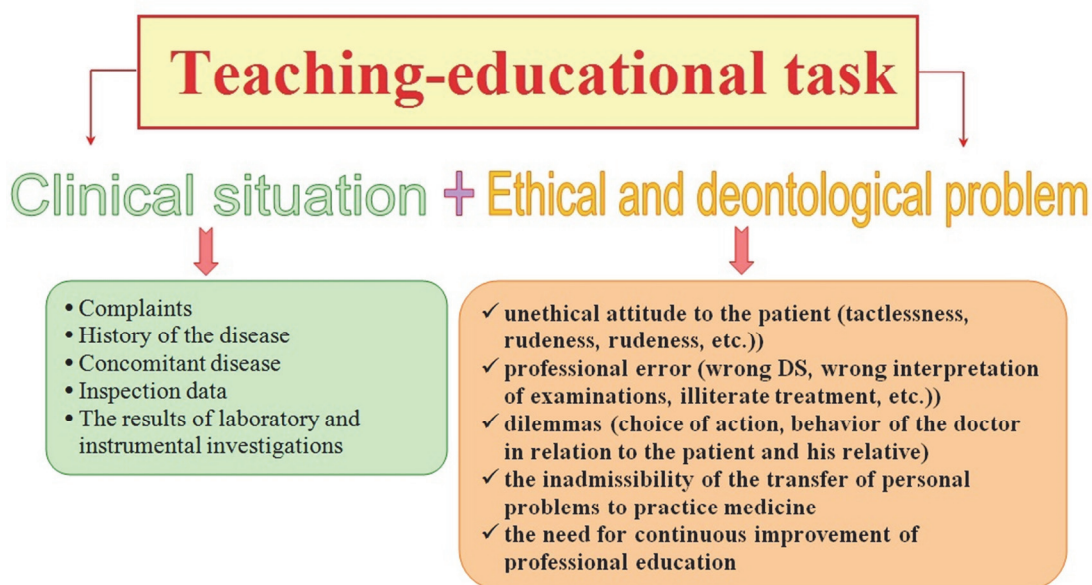 Teaching-educational task
Clinical situation + Ethical and deontological problem
• Complaints
• History of the disease
• Concomitant disease
• Inspection data
• The results of laboratory and
instrumental investigations
✓ unethical attitude to the patient (tactlessness,
rudeness, rudeness, etc.))
✓ professional error (wrong DS, wrong interpretation
of examinations, illiterate treatment, etc.))
✓ dilemmas (choice of action, behavior of the doctor
in relation to the patient and his relative)
✓ the inadmissibility of the transfer of personal
problems to practice medicine
✓ the need for continuous improvement of
professional education